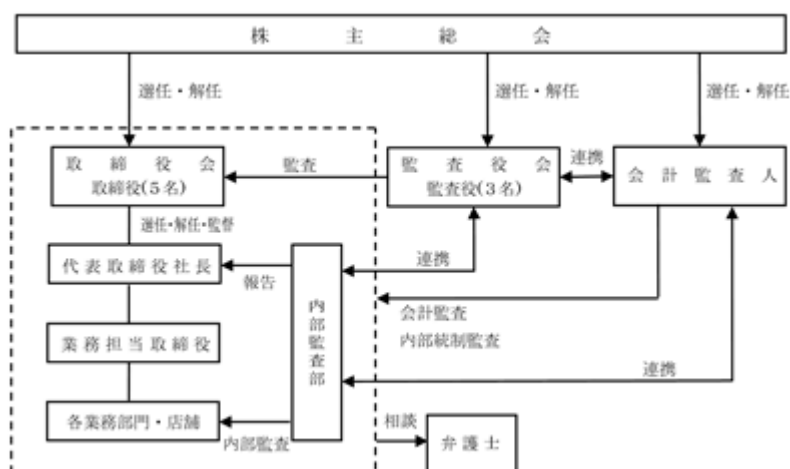 株主総会
選任・解任
選任・解任
選任・解任
取締役会
取締役(5名)
監査
監査役会
監査役(3名)
連携
会計監査人
選任・解任・監督
代表取締役社長
報告
内部監査部
連携
会計監査
内部統制監査
業務担当取締役
連携
各業務部門・店舗
内部監査
相談
弁護士